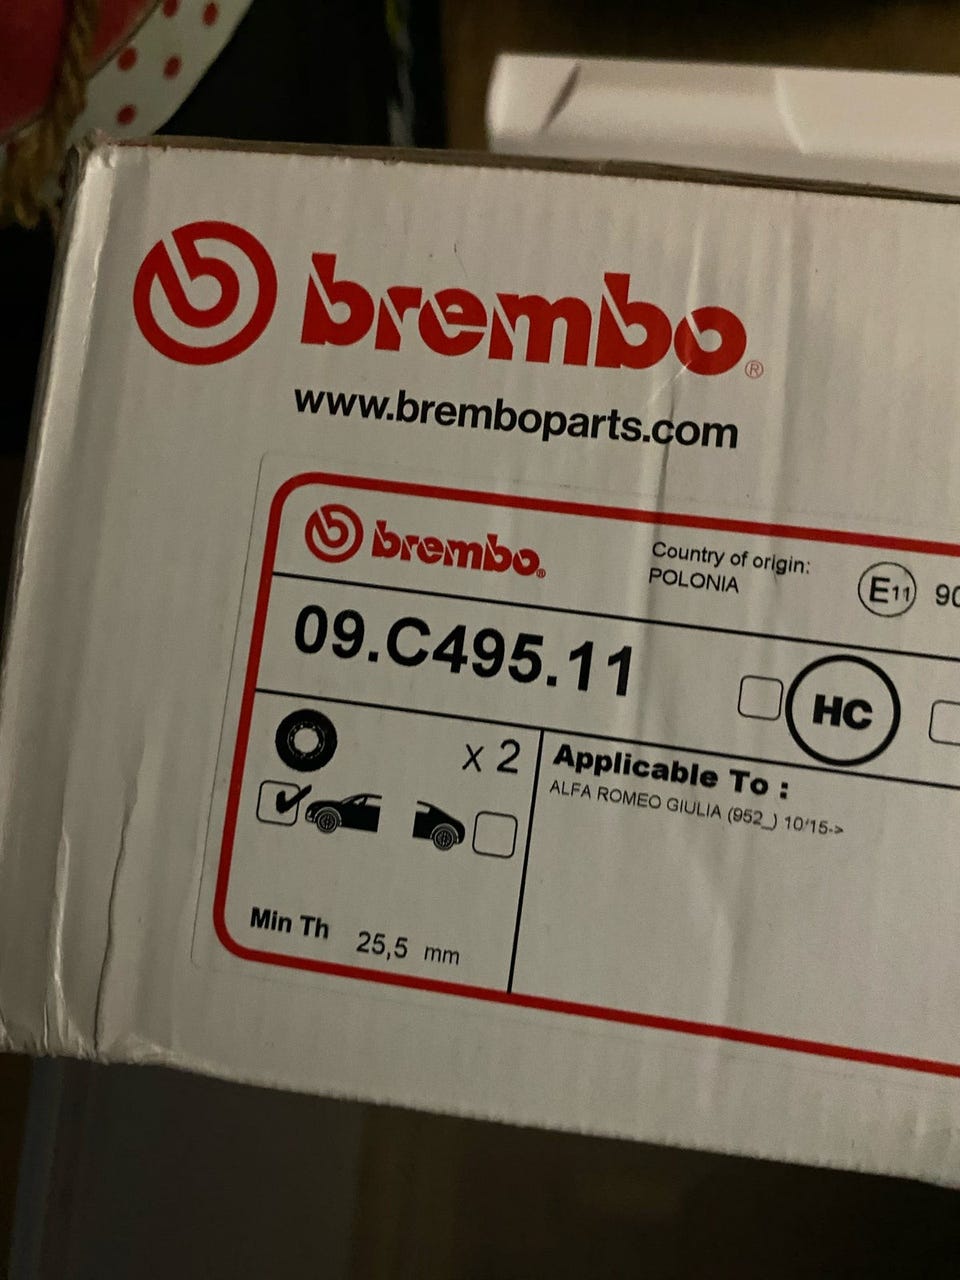 brembo®
www.bremboparts.com
brembo®
Country of origin:
POLONIA
E11 90
09.C495.11
HC
x 2
Applicable To :
ALFA ROMEO GIULIA (952_) 10'15->
Min Th 25,5 mm